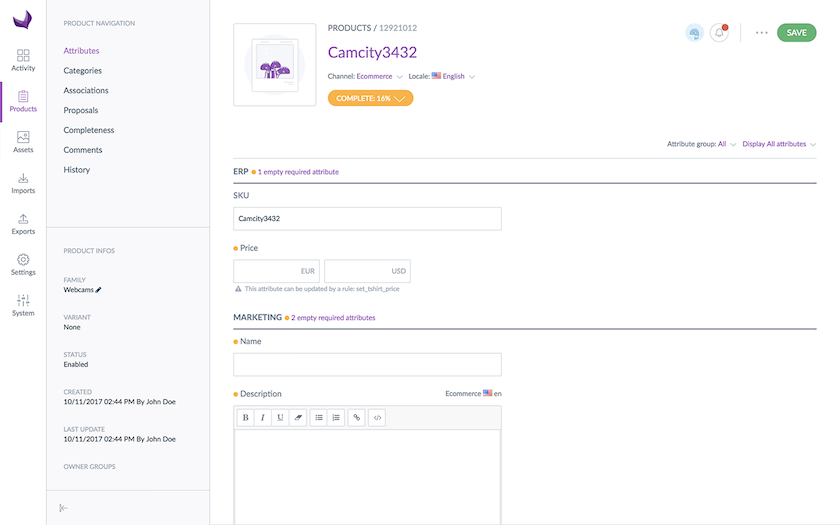 Activity
Products
Assets
Imports
Exports
Settings
System
PRODUCT NAVIGATION
Attributes
Categories
Associations
Proposals
Completeness
Comments
History
PRODUCT INFOS
FAMILY
Webcams
VARIANT
None
STATUS
Enabled
CREATED
10/11/2017 02:44 PM By John Doe
LAST UPDATE
10/11/2017 02:44 PM By John Doe
OWNER GROUPS
PRODUCTS / 12921012
Camcity3432
Channel: Ecommerce Locale: English
COMPLETE: 16%
SAVE
Attribute group: All Display All attributes
ERP 1 empty required attribute
SKU
Camcity3432
Price
EUR USD
This attribute can be updated by a rule: set_tshirt_price
MARKETING 2 empty required attributes
Name
Description Ecommerce en
B I U </>